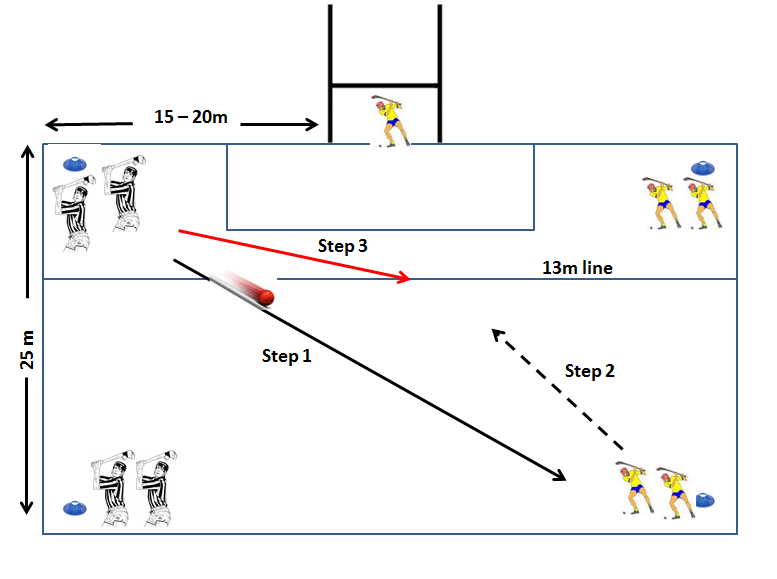 15 – 20m
Step 3
13m line
25 m
Step 1
Step 2